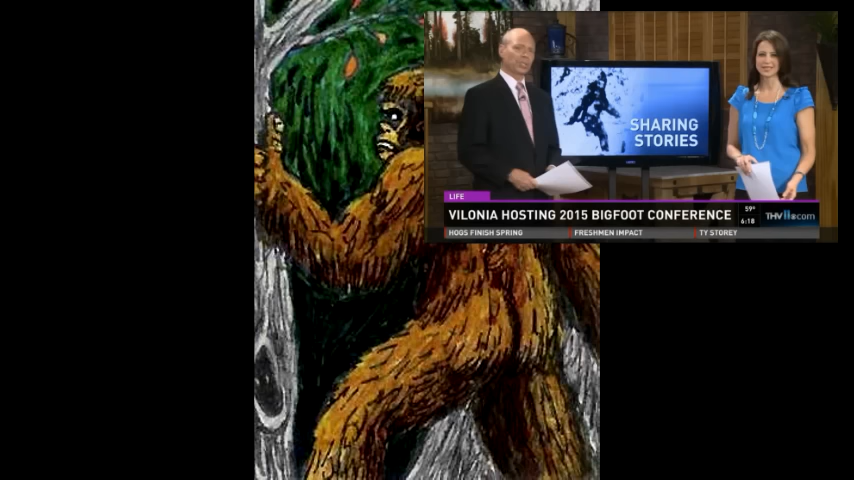 SHARING
STORIES
LIFE
VILONIA HOSTING 2015 BIGFOOT CONFERENCE
59°
6:18
THV11.com
HOGS FINISH SPRING
FRESHMEN IMPACT
TY STOREY